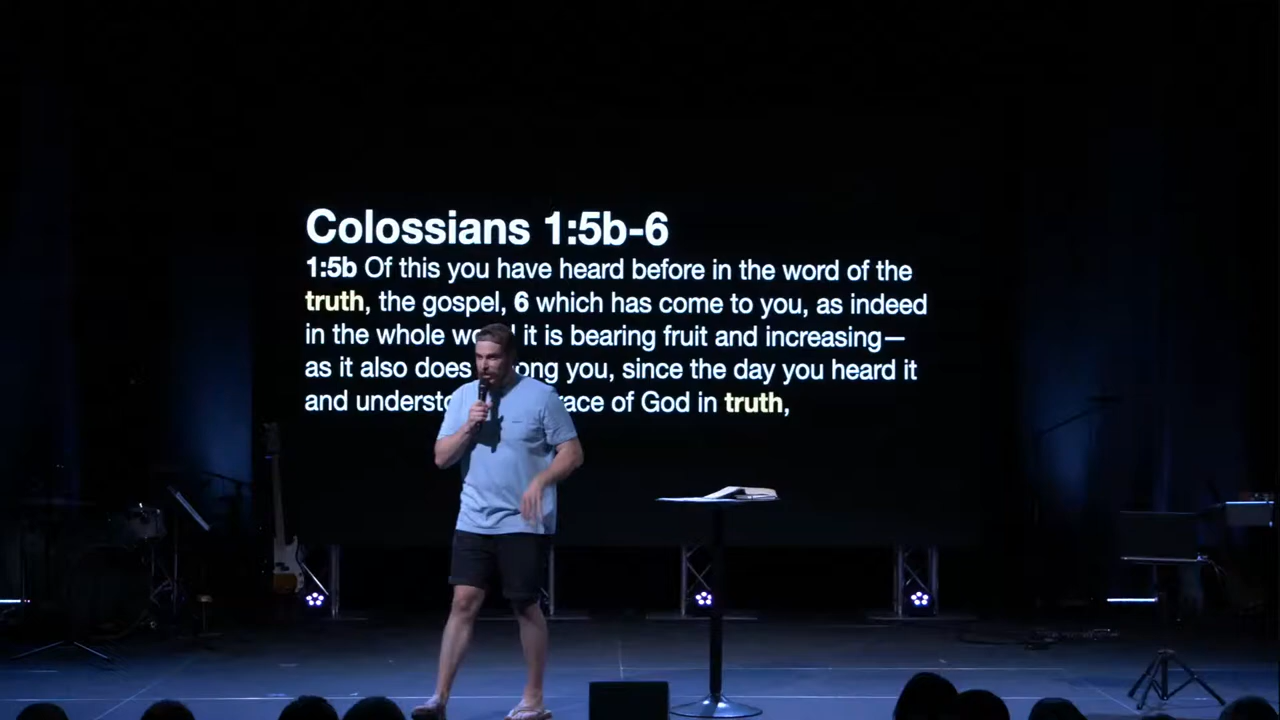 Colossians 1:5b-6
1:5b Of this you have heard before in the word of the
truth, the gospel, 6 which has come to you, as indeed
in the whole it is bearing fruit and increasing—
as it also does you, since the day you heard it
and of God in truth,